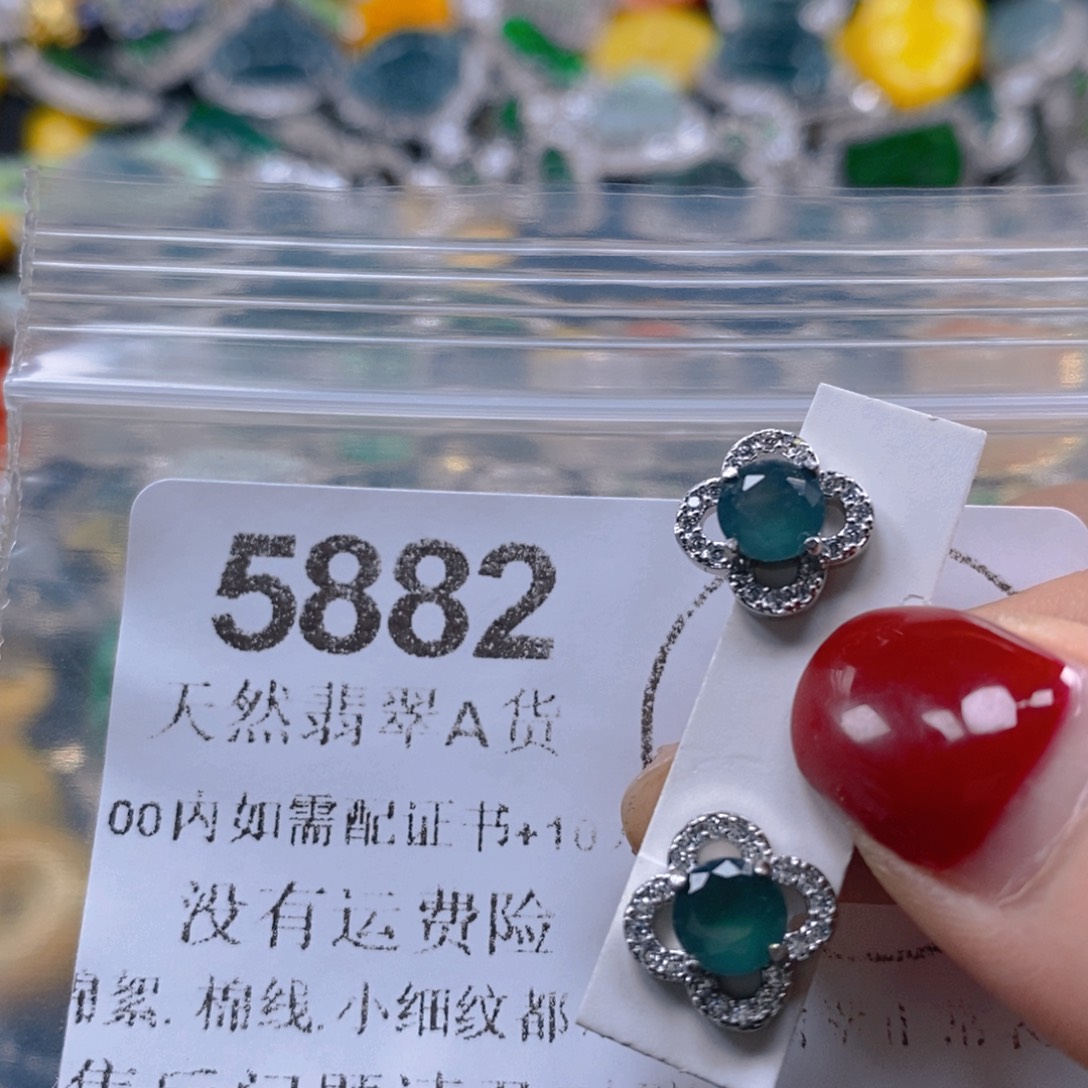 5882
天然翡翠A货
00内如需配证书+10
没有运费险
絮.棉线.小细纹都